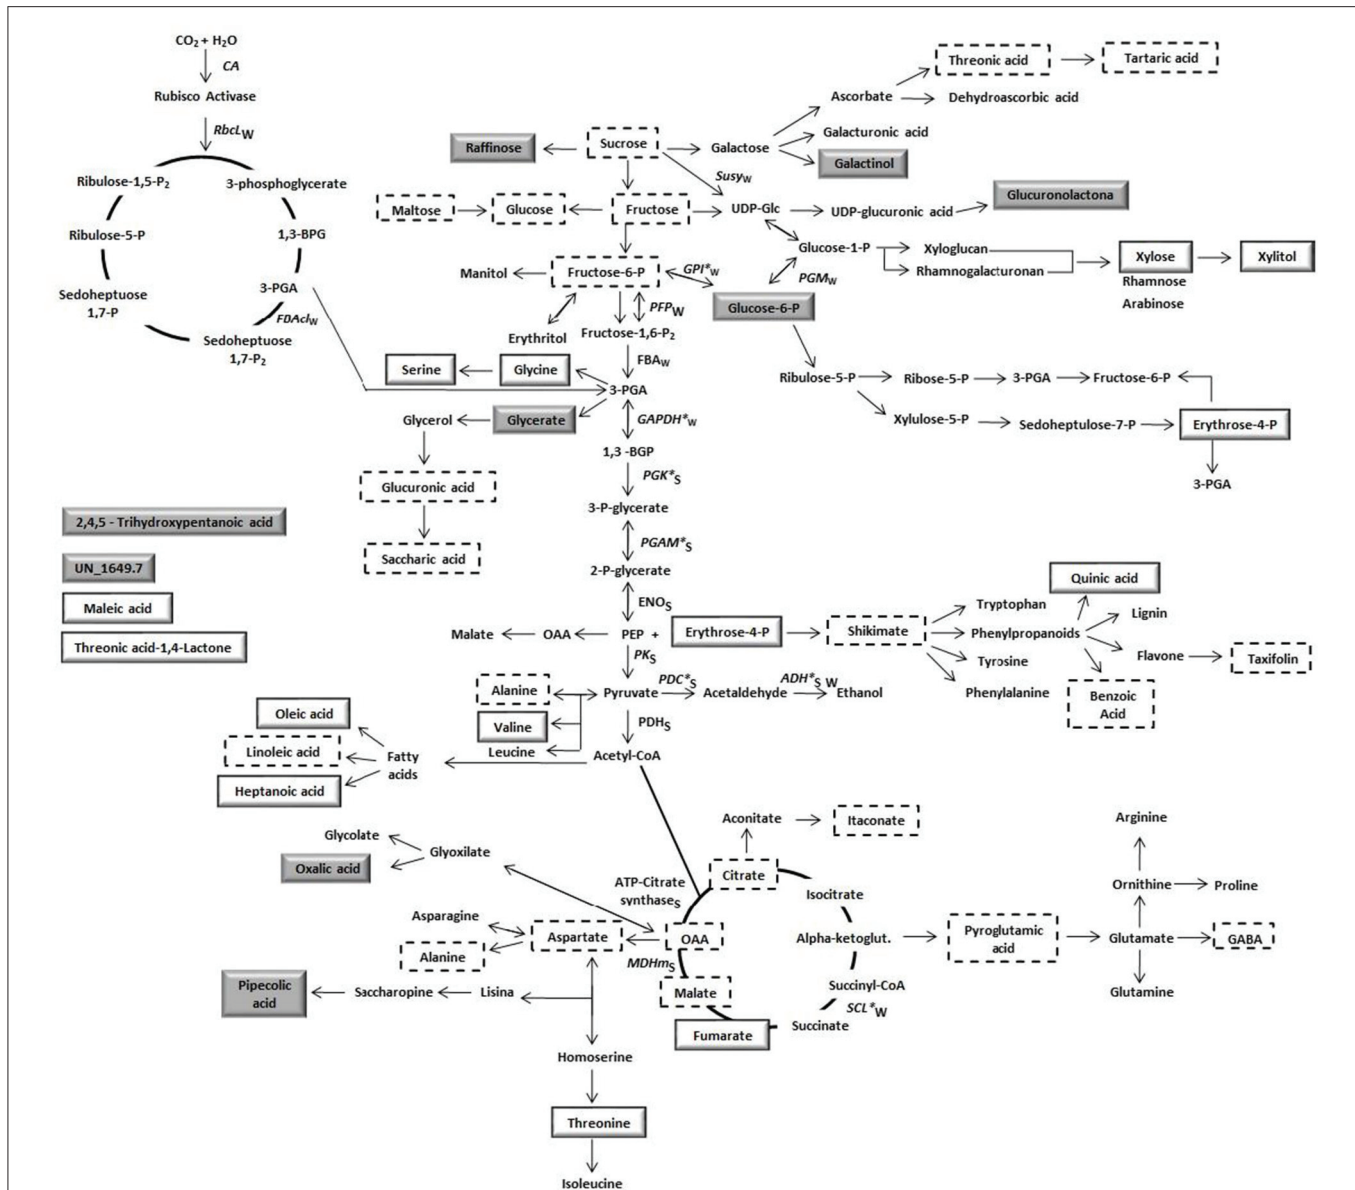 CO₂ + H₂O
CA
Rubisco Activase
RbcLW
Ribulose-1,5-P₂
3-phosphoglycerate
Ribulose-5-P
1,3-BPG
Sedoheptuose
1,7-P
3-PGA
FDAclW
Sedoheptuose
1,7-P₂
Threonic acid
Tartaric acid
Ascorbate
Dehydroascorbic acid
Raffinose
Sucrose
Galactose
Galacturonic acid
Galactinol
SusyW
Maltose
Glucose
Fructose
UDP-Glc
UDP-glucuronic acid
Glucuronolactona
Glucose-1-P
Xyloglucan
Rhamnogalacturonan
Xylose
Xylitol
Rhamnose
Arabinose
Manitol
Fructose-6-P
GPI*W
PGMW
Glucose-6-P
PFPW
Erythritol
Fructose-1,6-P₂
FBAW
Serine
Glycine
3-PGA
Ribulose-5-P
Ribose-5-P
3-PGA
Fructose-6-P
Xylulose-5-P
Sedoheptulose-7-P
Erythrose-4-P
3-PGA
Glycerol
Glycerate
GAPDH*W
1,3 -BGP
Glucuronic acid
PGK*S
3-P-glycerate
Saccharic acid
PGAM*S
2-P-glycerate
ENOS
2,4,5 - Trihydroxypentanoic acid
UN_1649.7
Maleic acid
Threonic acid-1,4-Lactone
Malate
OAA
PEP +
Erythrose-4-P
Shikimate
Tryptophan
Phenylpropanoids
Tyrosine
Phenylalanine
Quinic acid
Lignin
Flavone
Taxifolin
Benzoic
Acid
PKS
Alanine
Pyruvate
PDC*S
Acetaldehyde
ADH*S W
Ethanol
Valine
PDHS
Leucine
Acetyl-CoA
Oleic acid
Linoleic acid
Fatty
acids
Heptanoic acid
Glycolate
Glyoxilate
Oxalic acid
Aconitate
Itaconate
ATP-Citrate
synthaseS
Citrate
Isocitrate
Alpha-ketoglut.
Succinyl-CoA
SCL*W
Succinate
Fumarate
Malate
MDHmS
OAA
Asparagine
Aspartate
Alanine
Pipecolic
acid
Saccharopine
Lisina
Homoserine
Threonine
Isoleucine
Pyroglutamic
acid
Arginine
Ornithine
Proline
Glutamate
GABA
Glutamine